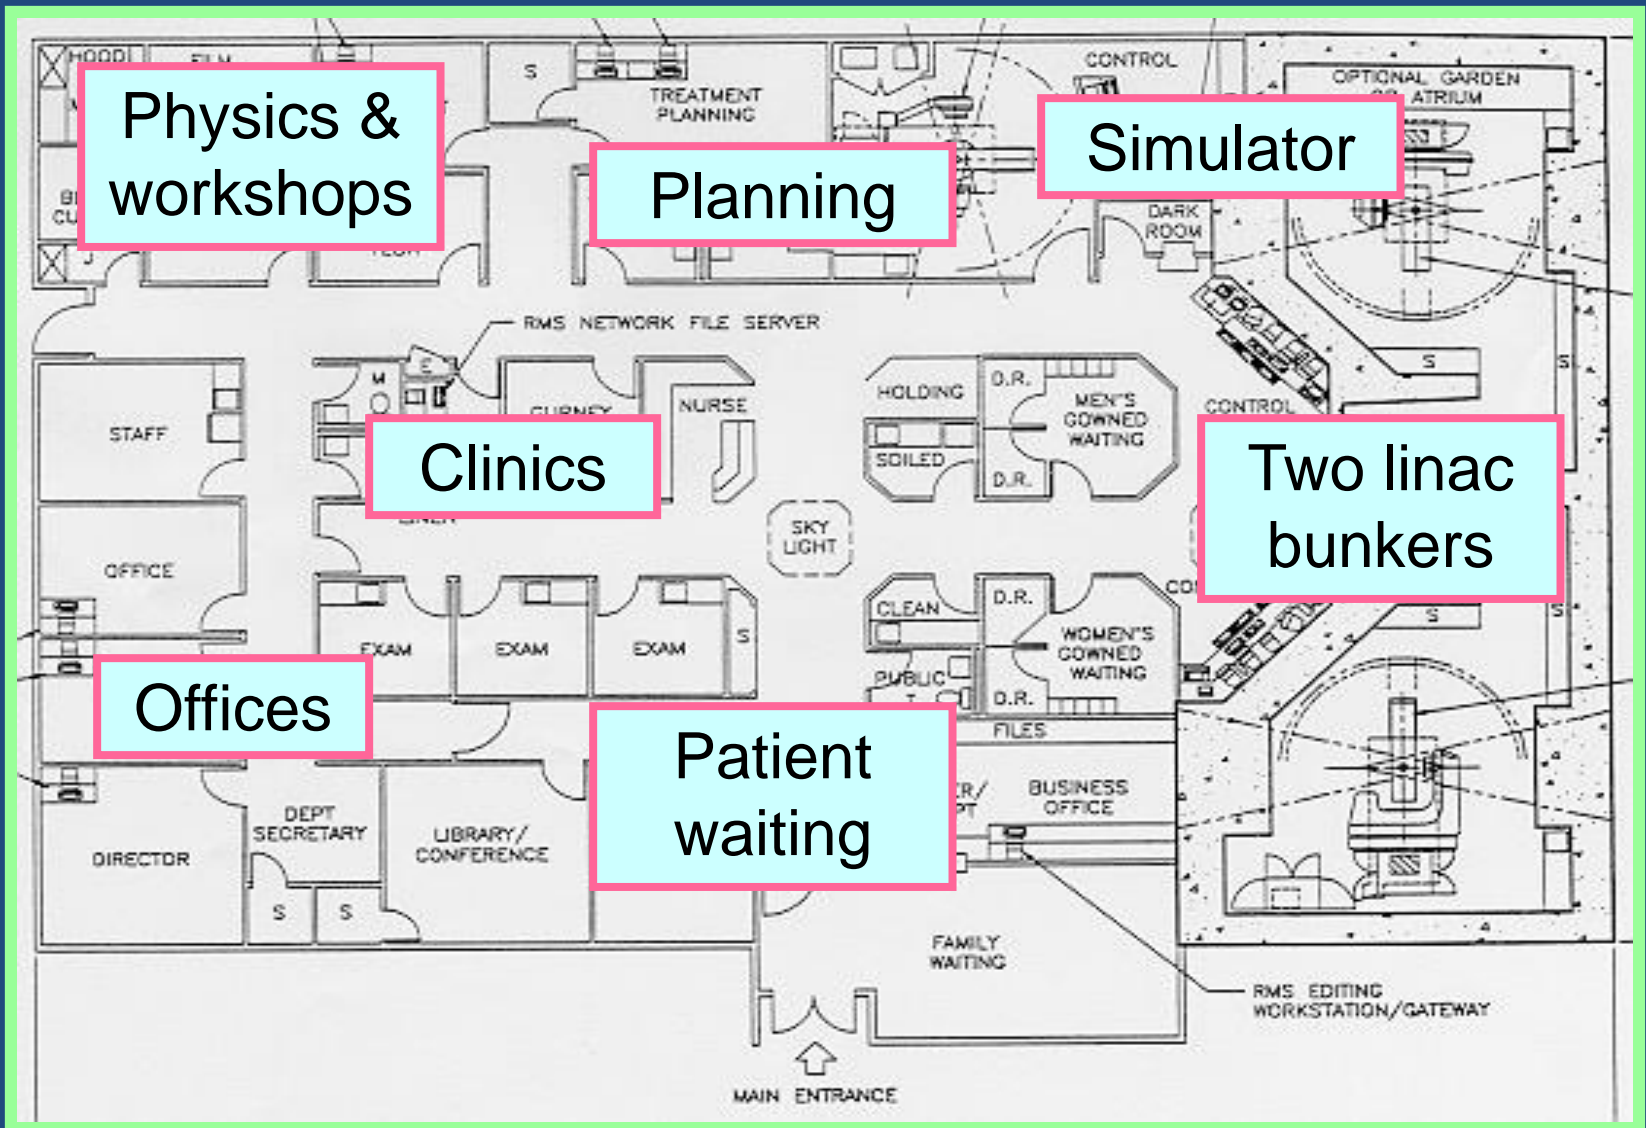 HOOD
CONTROL
OPTIONAL GARDEN
ATRIUM
S
TREATMENT
PLANNING
Physics &
workshops
Planning
Simulator
DARK
ROOM
J
RMS NETWORK FILE SERVER
STAFF
M
E
NURSE
HOLDING
D.R.
MEN'S
GOWNED
WAITING
CONTROL
S
S
SOILED
D.R.
Clinics
Two linac
bunkers
SKY
LIGHT
OFFICE
EXAM
EXAM
EXAM
S
CLEAN
D.R.
WOMEN'S
GOWNED
WAITING
S
S
PUBLIC
T
D.R.
Offices
FILES
Patient
waiting
BUSINESS
OFFICE
DIRECTOR
DEPT
SECRETARY
LIBRARY/
CONFERENCE
S
S
FAMILY
WAITING
RMS EDITING
WORKSTATION/GATEWAY
MAIN ENTRANCE